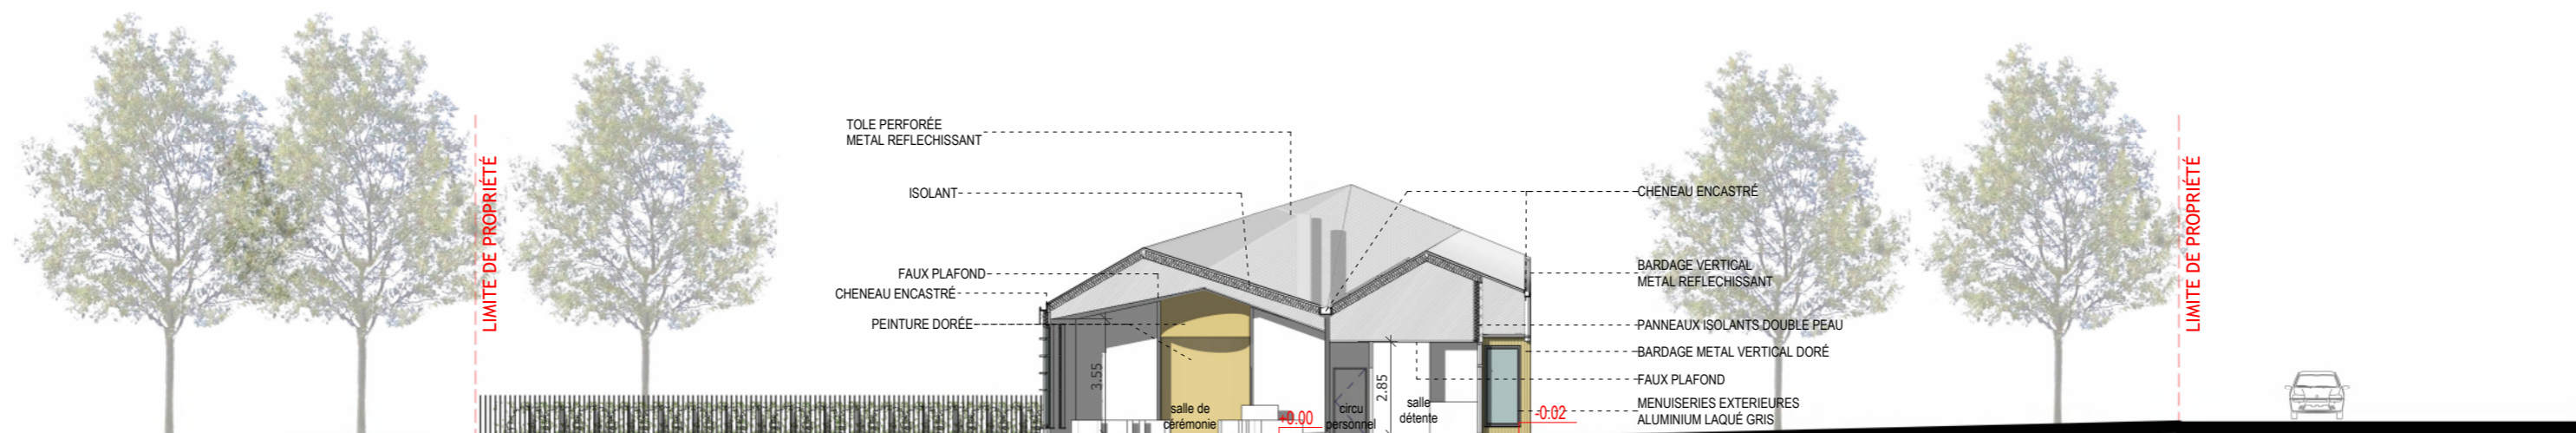 LIMITE DE PROPRIÉTÉ
TOLE PERFORÉE
METAL REFLECHISSANT
ISOLANT
FAUX PLAFOND
CHENEAU ENCASTRÉ
PEINTURE DORÉE
3.55
salle de
cérémonie
+0.00
circu
personnel
2.85
salle
détente
-0.02
CHENEAU ENCASTRÉ
BARDAGE VERTICAL
METAL REFLECHISSANT
PANNEAUX ISOLANTS DOUBLE PEAU
BARDAGE METAL VERTICAL DORÉ
FAUX PLAFOND
MENUISERIES EXTERIEURES
ALUMINIUM LAQUÉ GRIS
LIMITE DE PROPRIÉTÉ